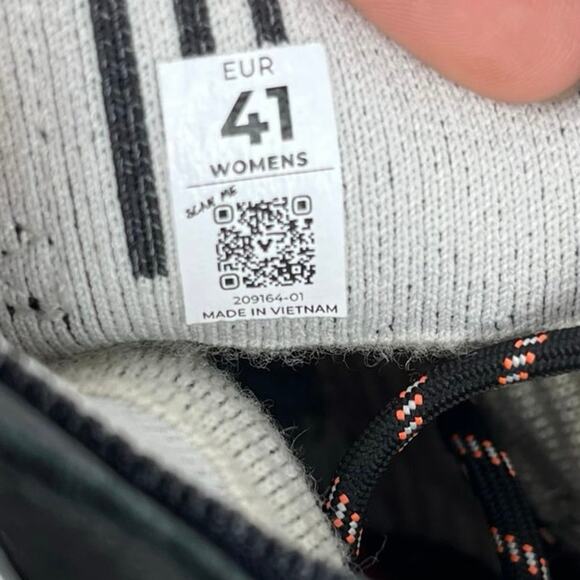 EUR
41
WOMENS
SCAN ME
209164-01
MADE IN VIETNAM